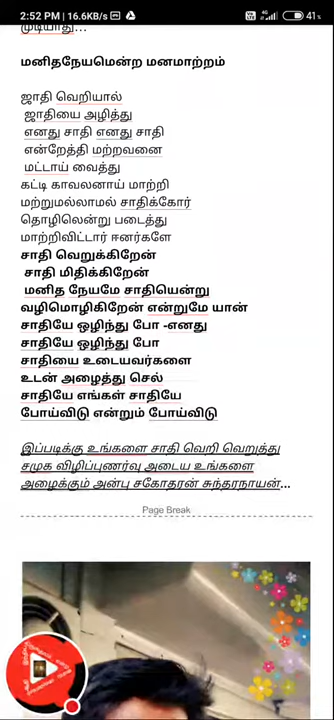 2:52 PM | 16.6KB/s
4G
41%
முடியாது...
மனிதநேயமென்ற மனமாற்றம்
ஜாதி வெறியால்
ஜாதியை அழித்து
எனது சாதி எனது சாதி
என்றேத்தி மற்றவனை
மட்டாய் வைத்து
கட்டி காவலனாய் மாற்றி
மற்றுமல்லாமல் சாதிக்கோர்
தொழிலென்று படைத்து
மாற்றிவிட்டார் ஈனர்களே
சாதி வெறுக்கிறேன்
சாதி மிதிக்கிறேன்
மனித நேயமே சாதியென்று
வழிமொழிகிறேன் என்றுமே யான்
சாதியே ஒழிந்து போ -எனது
சாதியே ஒழிந்து போ
சாதியை உடையவர்களை
உடன் அழைத்து செல்
சாதியே எங்கள் சாதியே
போய்விடு என்றும் போய்விடு
இப்படிக்கு உங்களை சாதி வெறி வெறுத்து
சமுக விழிப்புணர்வு அடைய உங்களை
அழைக்கும் அன்பு சகோதரன் சுந்தரநாயன்...
Page Break